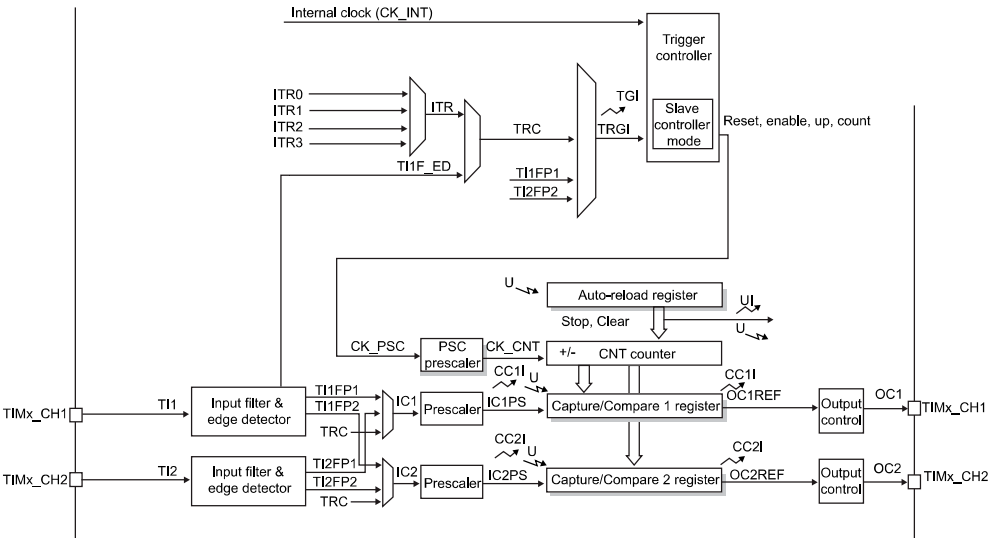 Internal clock (CK_INT)
Trigger
controller
TGI
ITR0
ITR1
ITR2
ITR3
ITR
TRC
TRGI
Slave
controller
mode
Reset, enable, up, count
TI1F_ED
TI1FP1
TI2FP2
U
Auto-reload register
UI
Stop, Clear
U
CK_PSC
PSC
prescaler
CK_CNT
+/-
CNT counter
TIMx_CH1
TI1
Input filter &
edge detector
TI1FP1
TI1FP2
TRC
IC1
Prescaler
CC1I
U
IC1PS
Capture/Compare 1 register
CC1I
OC1REF
Output
control
OC1
TIMx_CH1
TIMx_CH2
TI2
Input filter &
edge detector
TI2FP1
TI2FP2
TRC
IC2
Prescaler
CC2I
U
IC2PS
Capture/Compare 2 register
CC2I
OC2REF
Output
control
OC2
TIMx_CH2